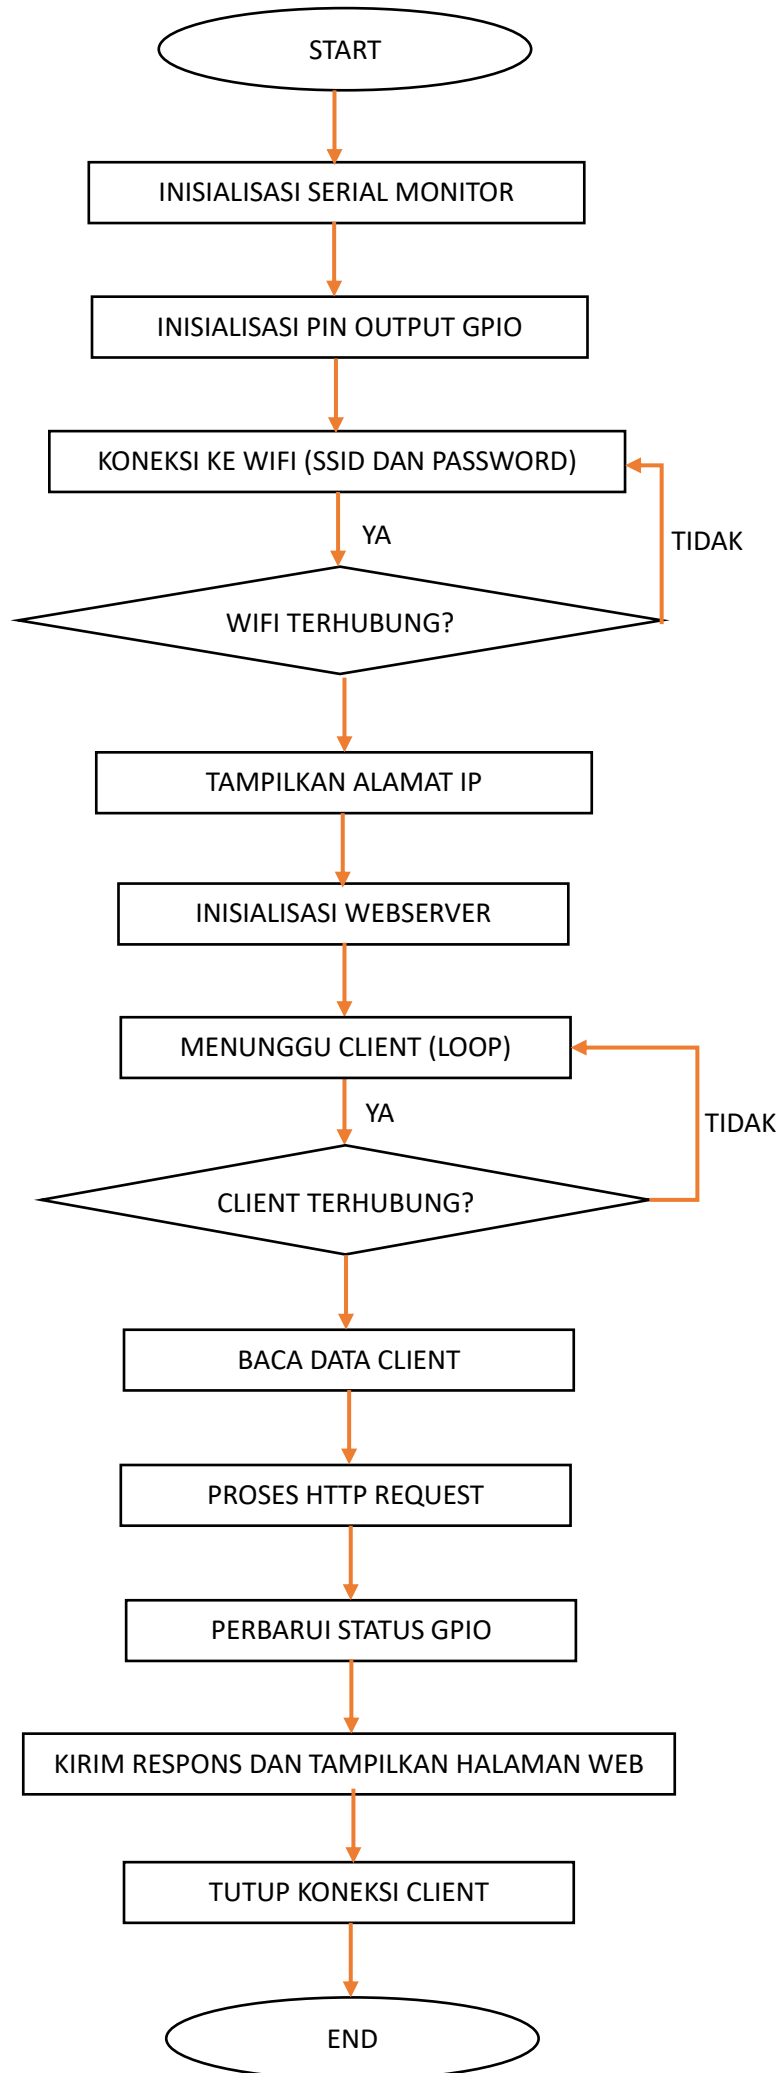 START
INISIALISASI SERIAL MONITOR
INISIALISASI PIN OUTPUT GPIO
KONEKSI KE WIFI (SSID DAN PASSWORD)
YA
TIDAK
WIFI TERHUBUNG?
TAMPILKAN ALAMAT IP
INISIALISASI WEBSERVER
MENUNGGU CLIENT (LOOP)
YA
TIDAK
CLIENT TERHUBUNG?
BACA DATA CLIENT
PROSES HTTP REQUEST
PERBARUI STATUS GPIO
KIRIM RESPONS DAN TAMPILKAN HALAMAN WEB
TUTUP KONEKSI CLIENT
END